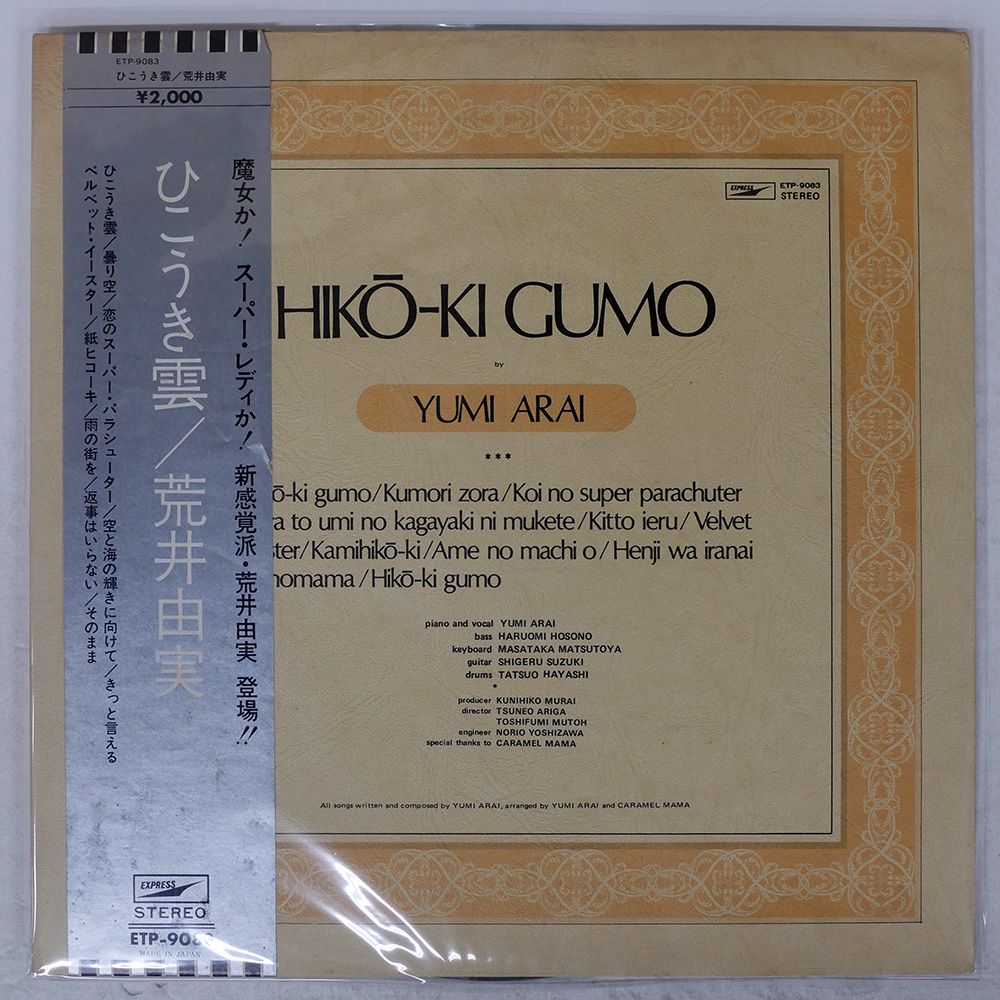 ETP-9083
ひこうき雲／荒井由実
¥2,000
魔女か！ スーパー・レディか！ 新感覚派・荒井由実 登場!!
ひこうき雲／荒井由実
ひこうき雲／曇り空／恋のスーパー・パラシューター／空と海の輝きに向けて／きっと言える
ベルベット・イースター／紙ヒコーキ／雨の街を／返事はいらない／そのまま
EXPRESS
STEREO
ETP-908
MADE IN JAPAN
EXPRESS
ETP-9083
STEREO
HIKŌ-KI GUMO
by
YUMI ARAI
***
ō-ki gumo/Kumori zora/Koi no super parachuter
a to umi no kagayaki ni mukete/Kitto ieru/Velvet
ster/Kamihikō-ki/Ame no machi o/Henji wa iranai
nomama/Hikō-ki gumo
piano and vocal YUMI ARAI
bass HARUOMI HOSONO
keyboard MASATAKA MATSUTOYA
guitar SHIGERU SUZUKI
drums TATSUO HAYASHI
*
producer KUNIHIKO MURAI
director TSUNEO ARIGA
TOSHIFUMI MUTOH
engineer NORIO YOSHIZAWA
special thanks to CARAMEL MAMA
All songs written and composed by YUMI ARAI, arranged by YUMI ARAI and CARAMEL MAMA